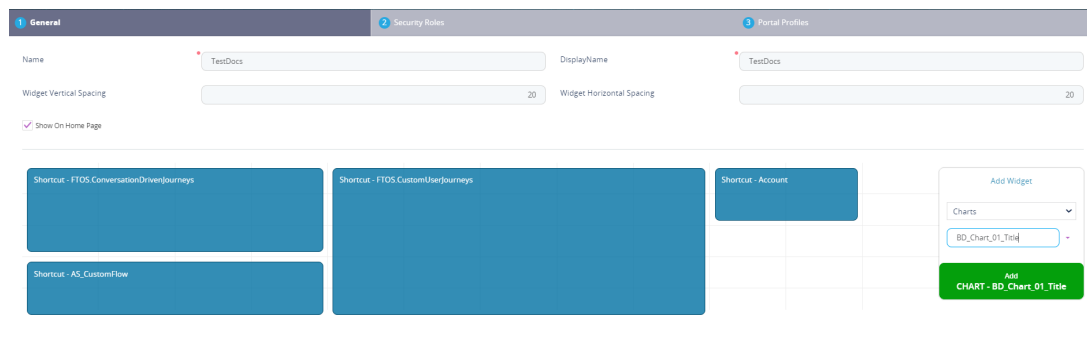 1 General
2 Security Roles
3 Portal Profiles
Name * TestDocs
DisplayName * TestDocs
Widget Vertical Spacing 20
Widget Horizontal Spacing 20
Show On Home Page
Shortcut - FTOS.ConversationDrivenJourneys
Shortcut - FTOS.CustomUserJourneys
Shortcut - Account
Shortcut - AS_CustomFlow
Add Widget
Charts
BD_Chart_01_Title
Add
CHART - BD_Chart_01_Title